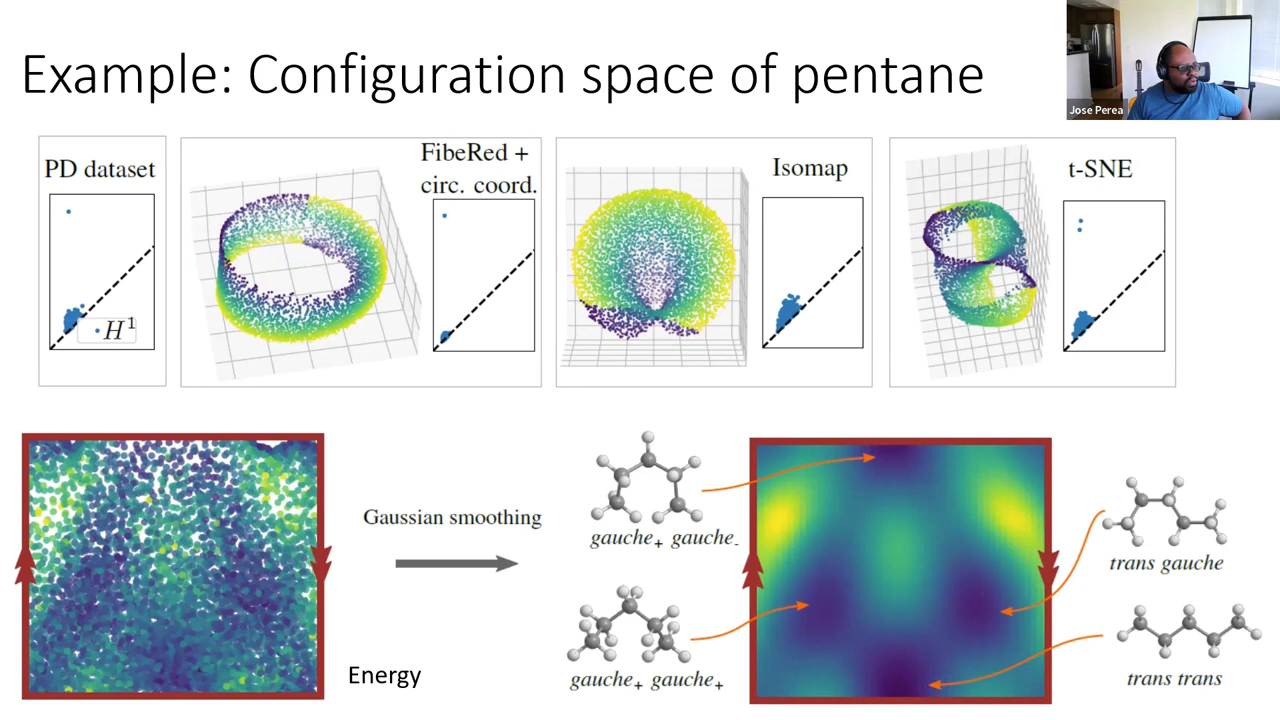 Example: Configuration space of pentane
Jose Perea
PD dataset
H¹
FibeRed +
circ. coord.
Isomap
t-SNE
Gaussian smoothing
Energy
gauche₊ gauche₋
gauche₊ gauche₊
trans gauche
trans trans